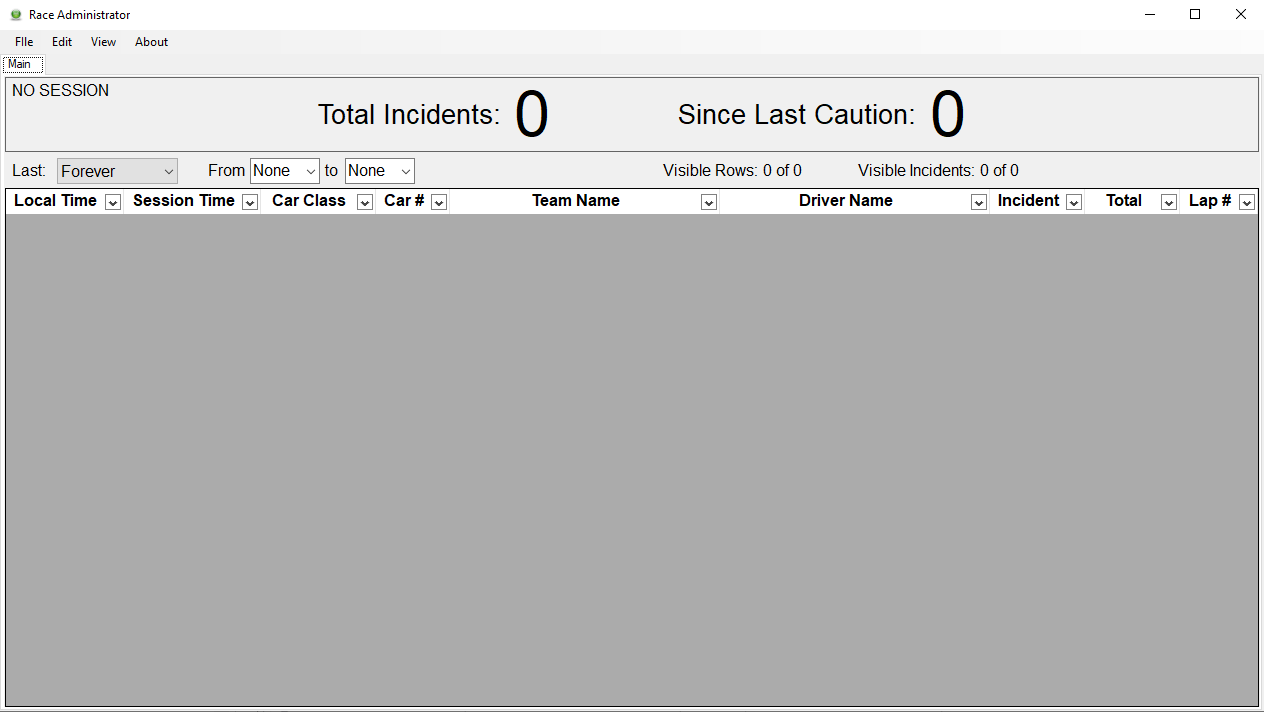 Race Administrator
FIle Edit View About
Main
NO SESSION
Total Incidents: 0 Since Last Caution: 0
Last: Forever From None to None Visible Rows: 0 of 0 Visible Incidents: 0 of 0
Local Time Session Time Car Class Car # Team Name Driver Name Incident Total Lap #